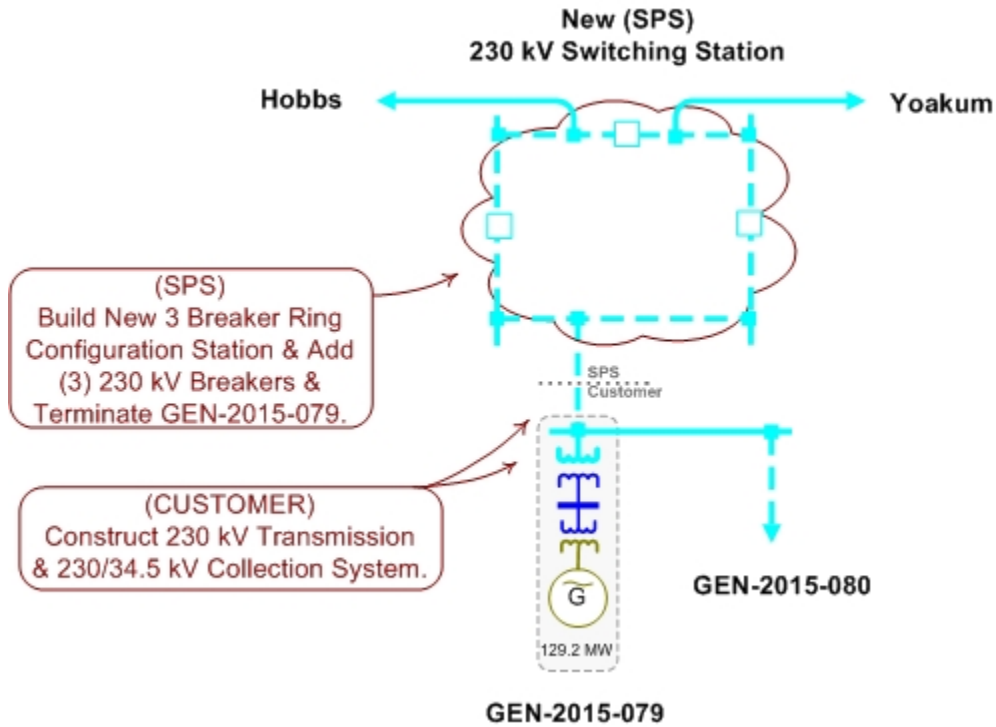 New (SPS)
230 kV Switching Station
Hobbs
Yoakum
(SPS)
Build New 3 Breaker Ring
Configuration Station & Add
(3) 230 kV Breakers &
Terminate GEN-2015-079.
SPS
Customer
(CUSTOMER)
Construct 230 kV Transmission
& 230/34.5 kV Collection System.
G
129.2 MW
GEN-2015-080
GEN-2015-079